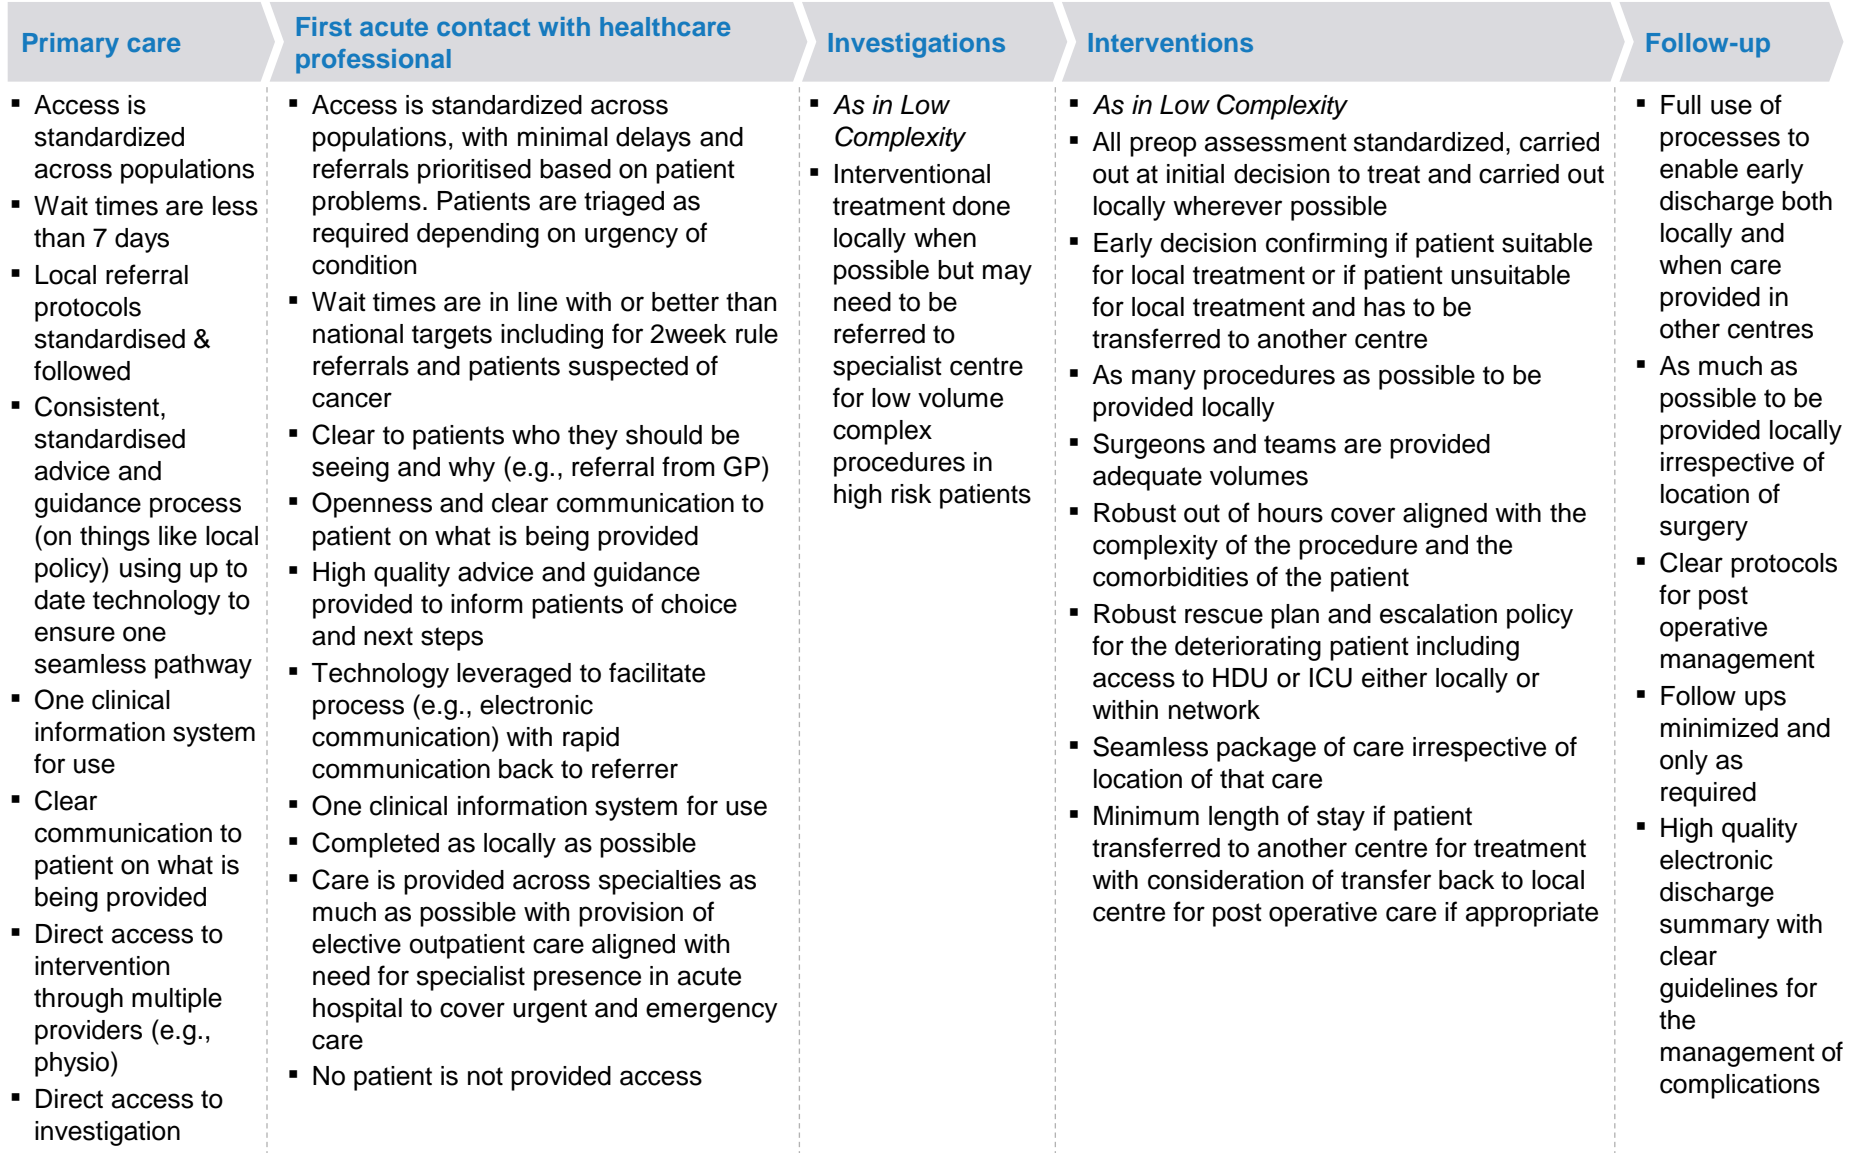 Primary care
First acute contact with healthcare
professional
Investigations
Interventions
Follow-up
▪ Access is
standardized
across populations
▪ Wait times are less
than 7 days
▪ Local referral
protocols
standardised &
followed
▪ Consistent,
standardised
advice and
guidance process
(on things like local
policy) using up to
date technology to
ensure one
seamless pathway
▪ One clinical
information system
for use
▪ Clear
communication to
patient on what is
being provided
▪ Direct access to
intervention
through multiple
providers (e.g.,
physio)
▪ Direct access to
investigation
▪ Access is standardized across
populations, with minimal delays and
referrals prioritised based on patient
problems. Patients are triaged as
required depending on urgency of
condition
▪ Wait times are in line with or better than
national targets including for 2week rule
referrals and patients suspected of
cancer
▪ Clear to patients who they should be
seeing and why (e.g., referral from GP)
▪ Openness and clear communication to
patient on what is being provided
▪ High quality advice and guidance
provided to inform patients of choice
and next steps
▪ Technology leveraged to facilitate
process (e.g., electronic
communication) with rapid
communication back to referrer
▪ One clinical information system for use
▪ Completed as locally as possible
▪ Care is provided across specialties as
much as possible with provision of
elective outpatient care aligned with
need for specialist presence in acute
hospital to cover urgent and emergency
care
▪ No patient is not provided access
▪ As in Low
Complexity
▪ Interventional
treatment done
locally when
possible but may
need to be
referred to
specialist centre
for low volume
complex
procedures in
high risk patients
▪ As in Low Complexity
▪ All preop assessment standardized, carried
out at initial decision to treat and carried out
locally wherever possible
▪ Early decision confirming if patient suitable
for local treatment or if patient unsuitable
for local treatment and has to be
transferred to another centre
▪ As many procedures as possible to be
provided locally
▪ Surgeons and teams are provided
adequate volumes
▪ Robust out of hours cover aligned with the
complexity of the procedure and the
comorbidities of the patient
▪ Robust rescue plan and escalation policy
for the deteriorating patient including
access to HDU or ICU either locally or
within network
▪ Seamless package of care irrespective of
location of that care
▪ Minimum length of stay if patient
transferred to another centre for treatment
with consideration of transfer back to local
centre for post operative care if appropriate
▪ Full use of
processes to
enable early
discharge both
locally and
when care
provided in
other centres
▪ As much as
possible to be
provided locally
irrespective of
location of
surgery
▪ Clear protocols
for post
operative
management
▪ Follow ups
minimized and
only as
required
▪ High quality
electronic
discharge
summary with
clear
guidelines for
the
management of
complications